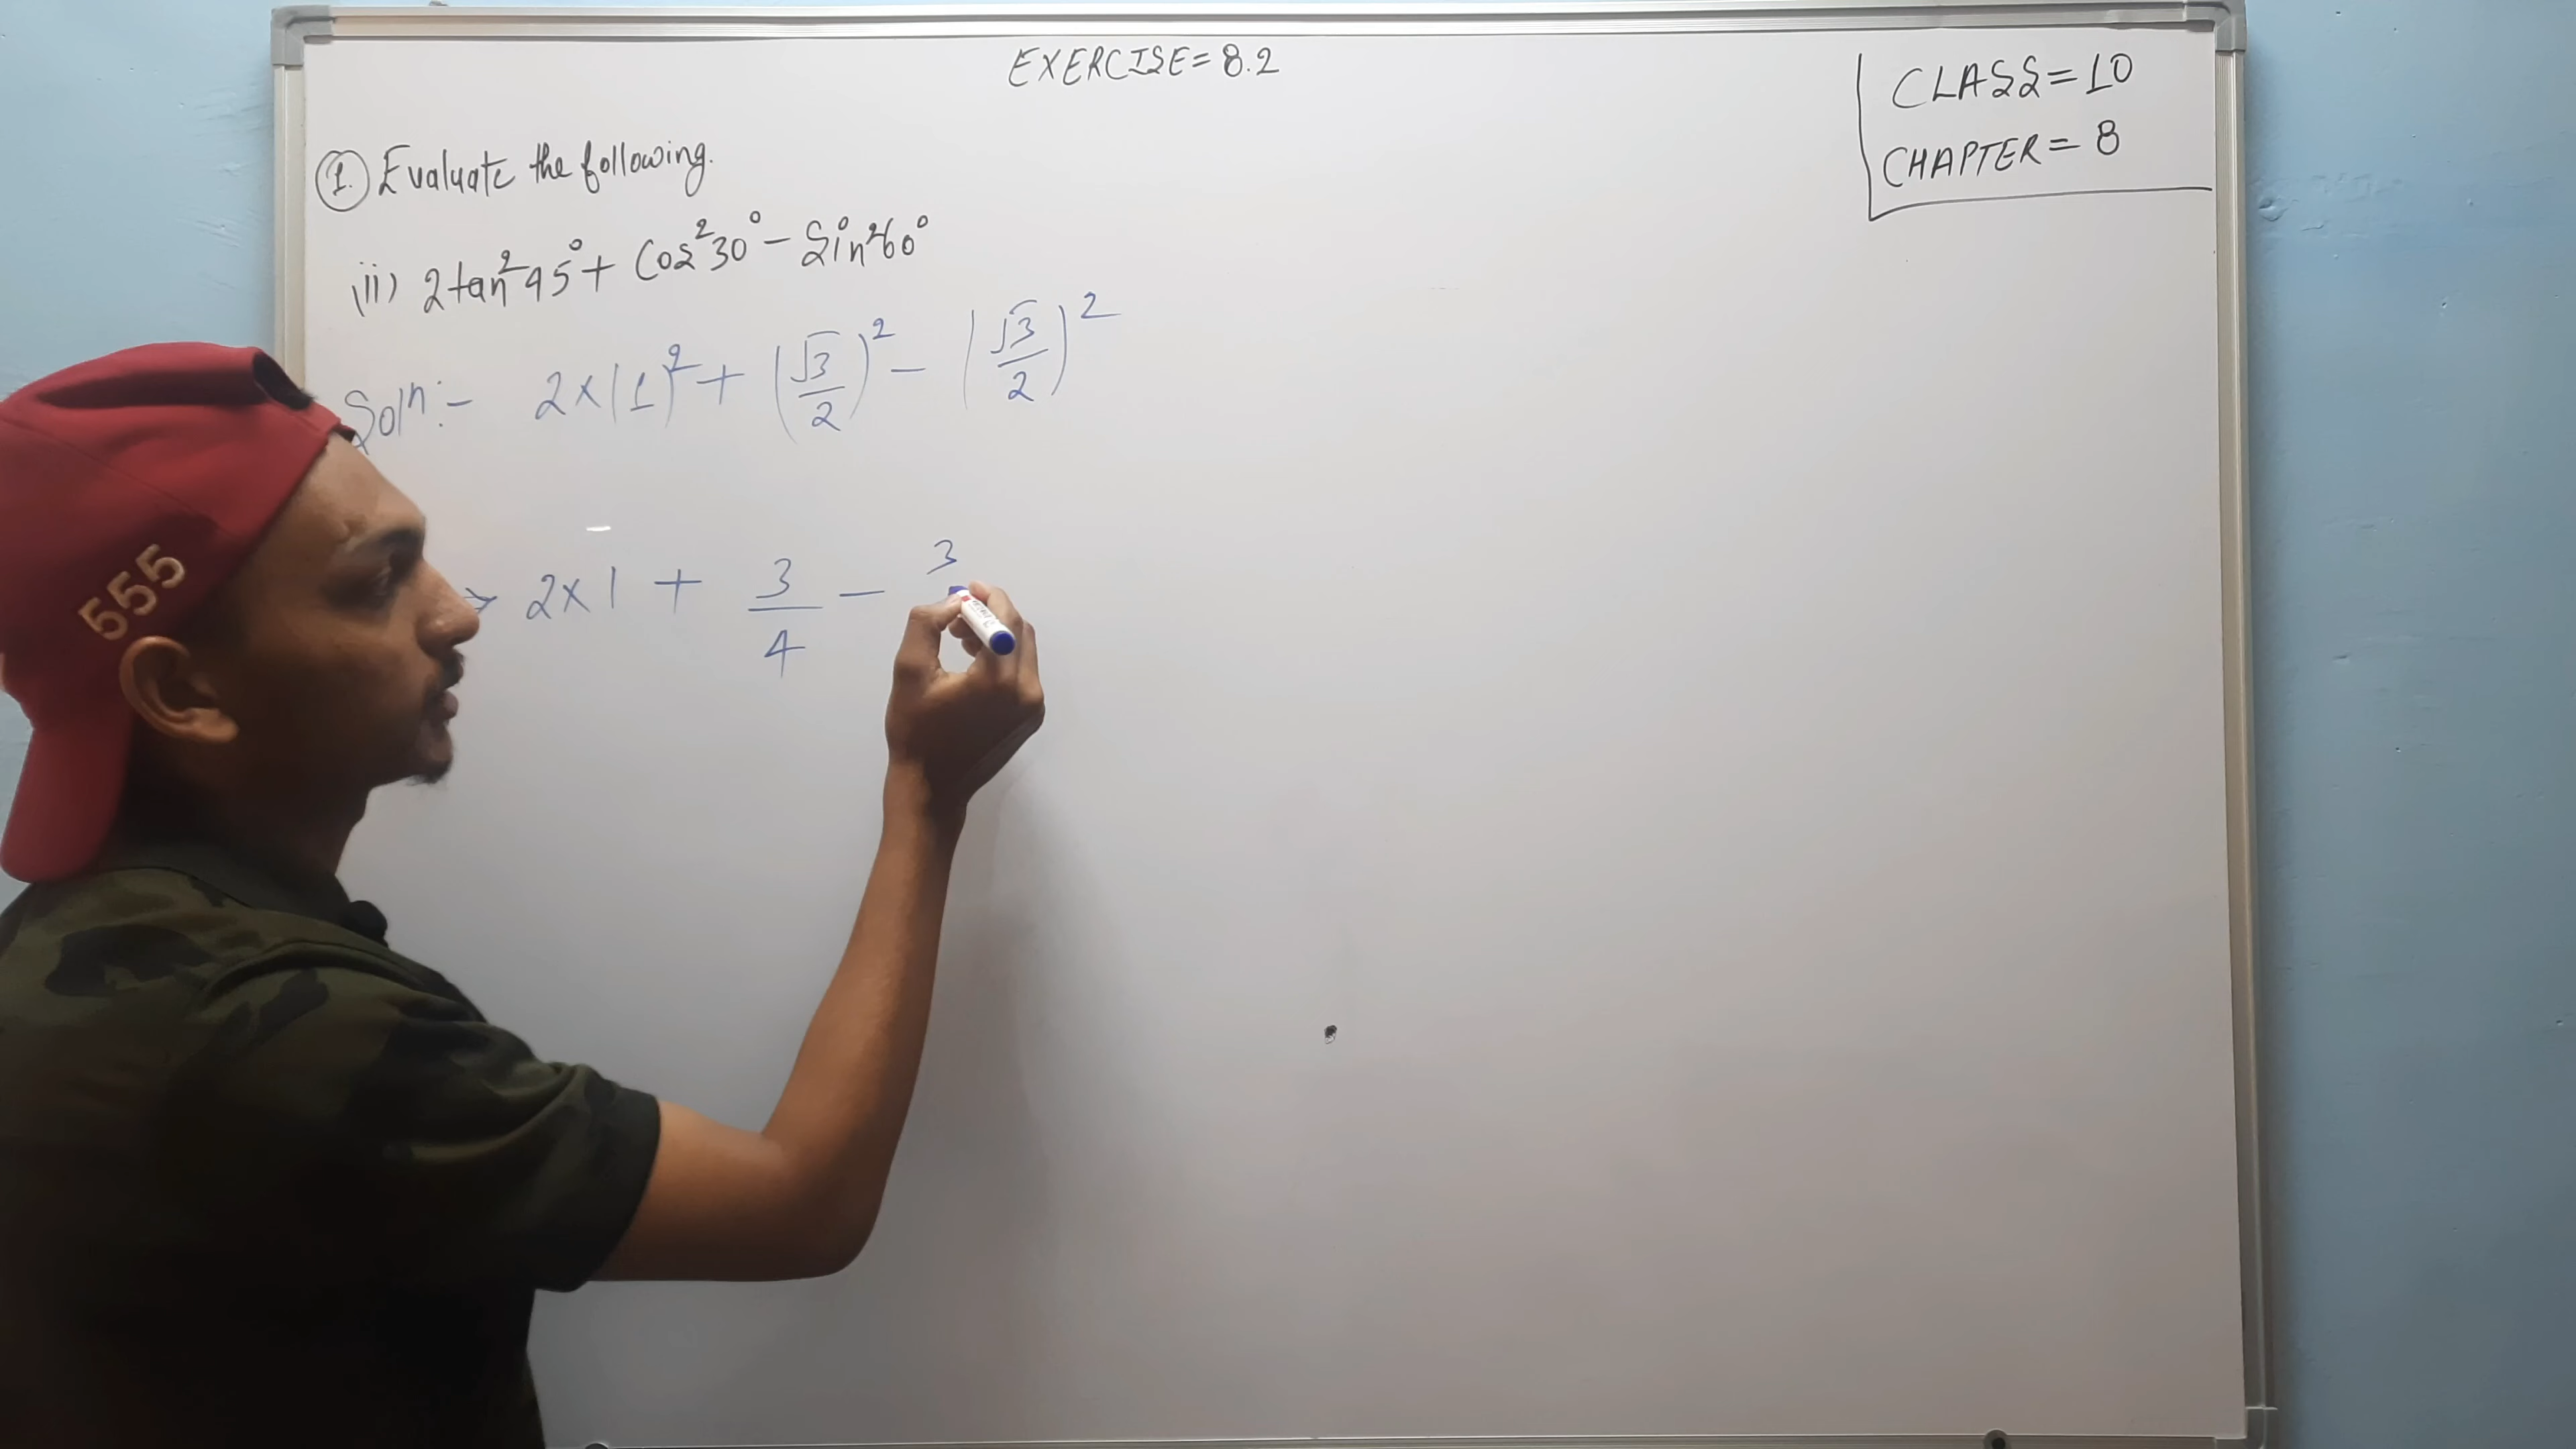 EXERCISE = 8.2
CLASS = 10
CHAPTER = 8
1. Evaluate the following.
(ii) 2tan²45° + Cos²30° - Sin²60°
Solⁿ:- 2×(1)² + (√3/2)² - (√3/2)²
⇒ 2×1 + 3/4 - 3
555